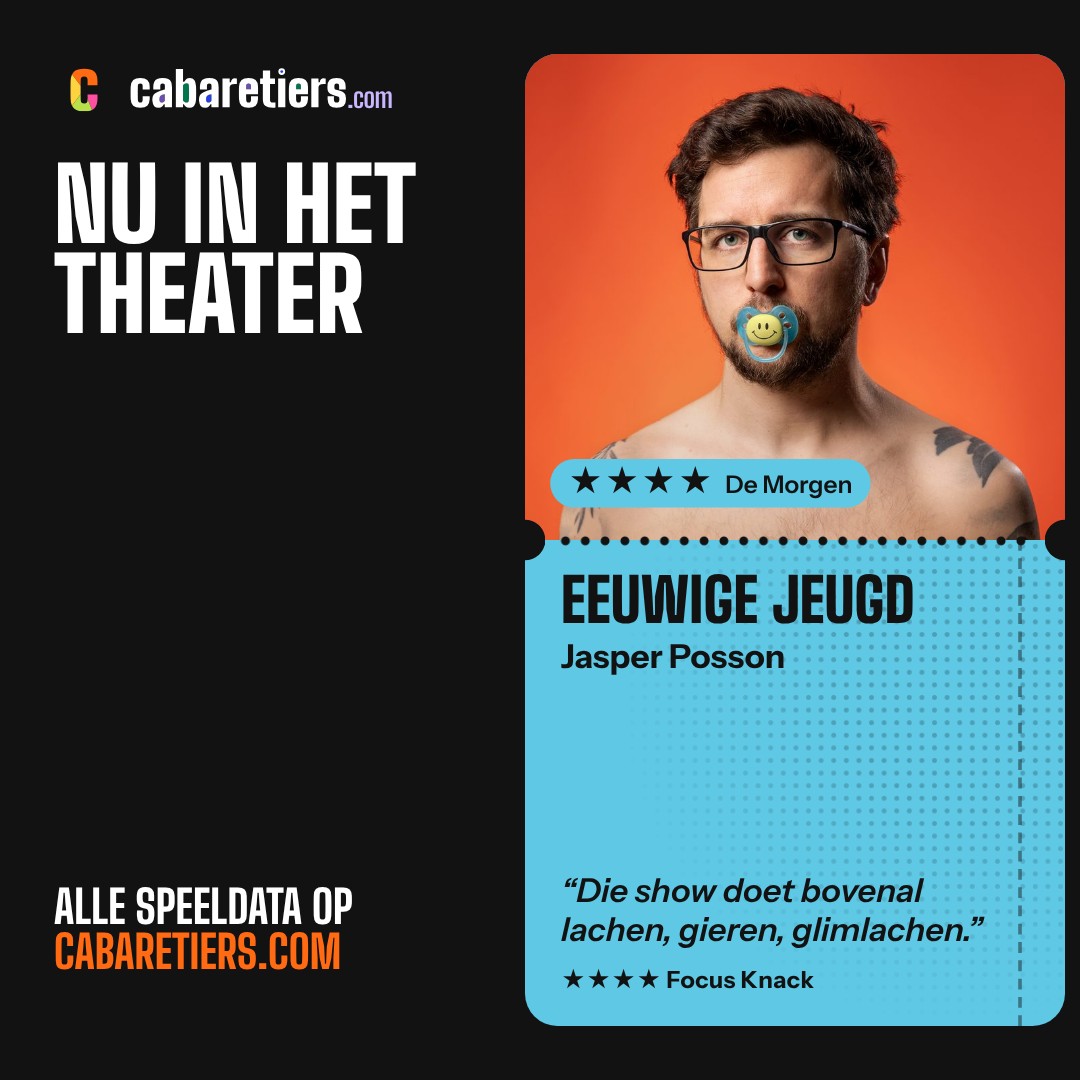 cabaretiers.com
NU IN HET
THEATER
★★★★ De Morgen
EEUWIGE JEUGD
Jasper Posson
“Die show doet bovenal
lachen, gieren, glimlachen.”
★★★★ Focus Knack
ALLE SPEELDATA OP
CABARETIERS.COM